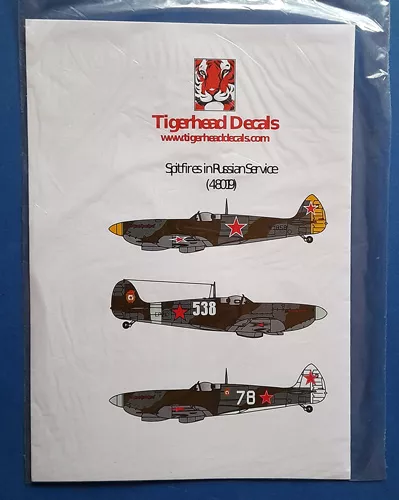 Tigerhead Decals
www.tigerheaddecals.com
Spitfires in Russian Service
(48019)
538
78